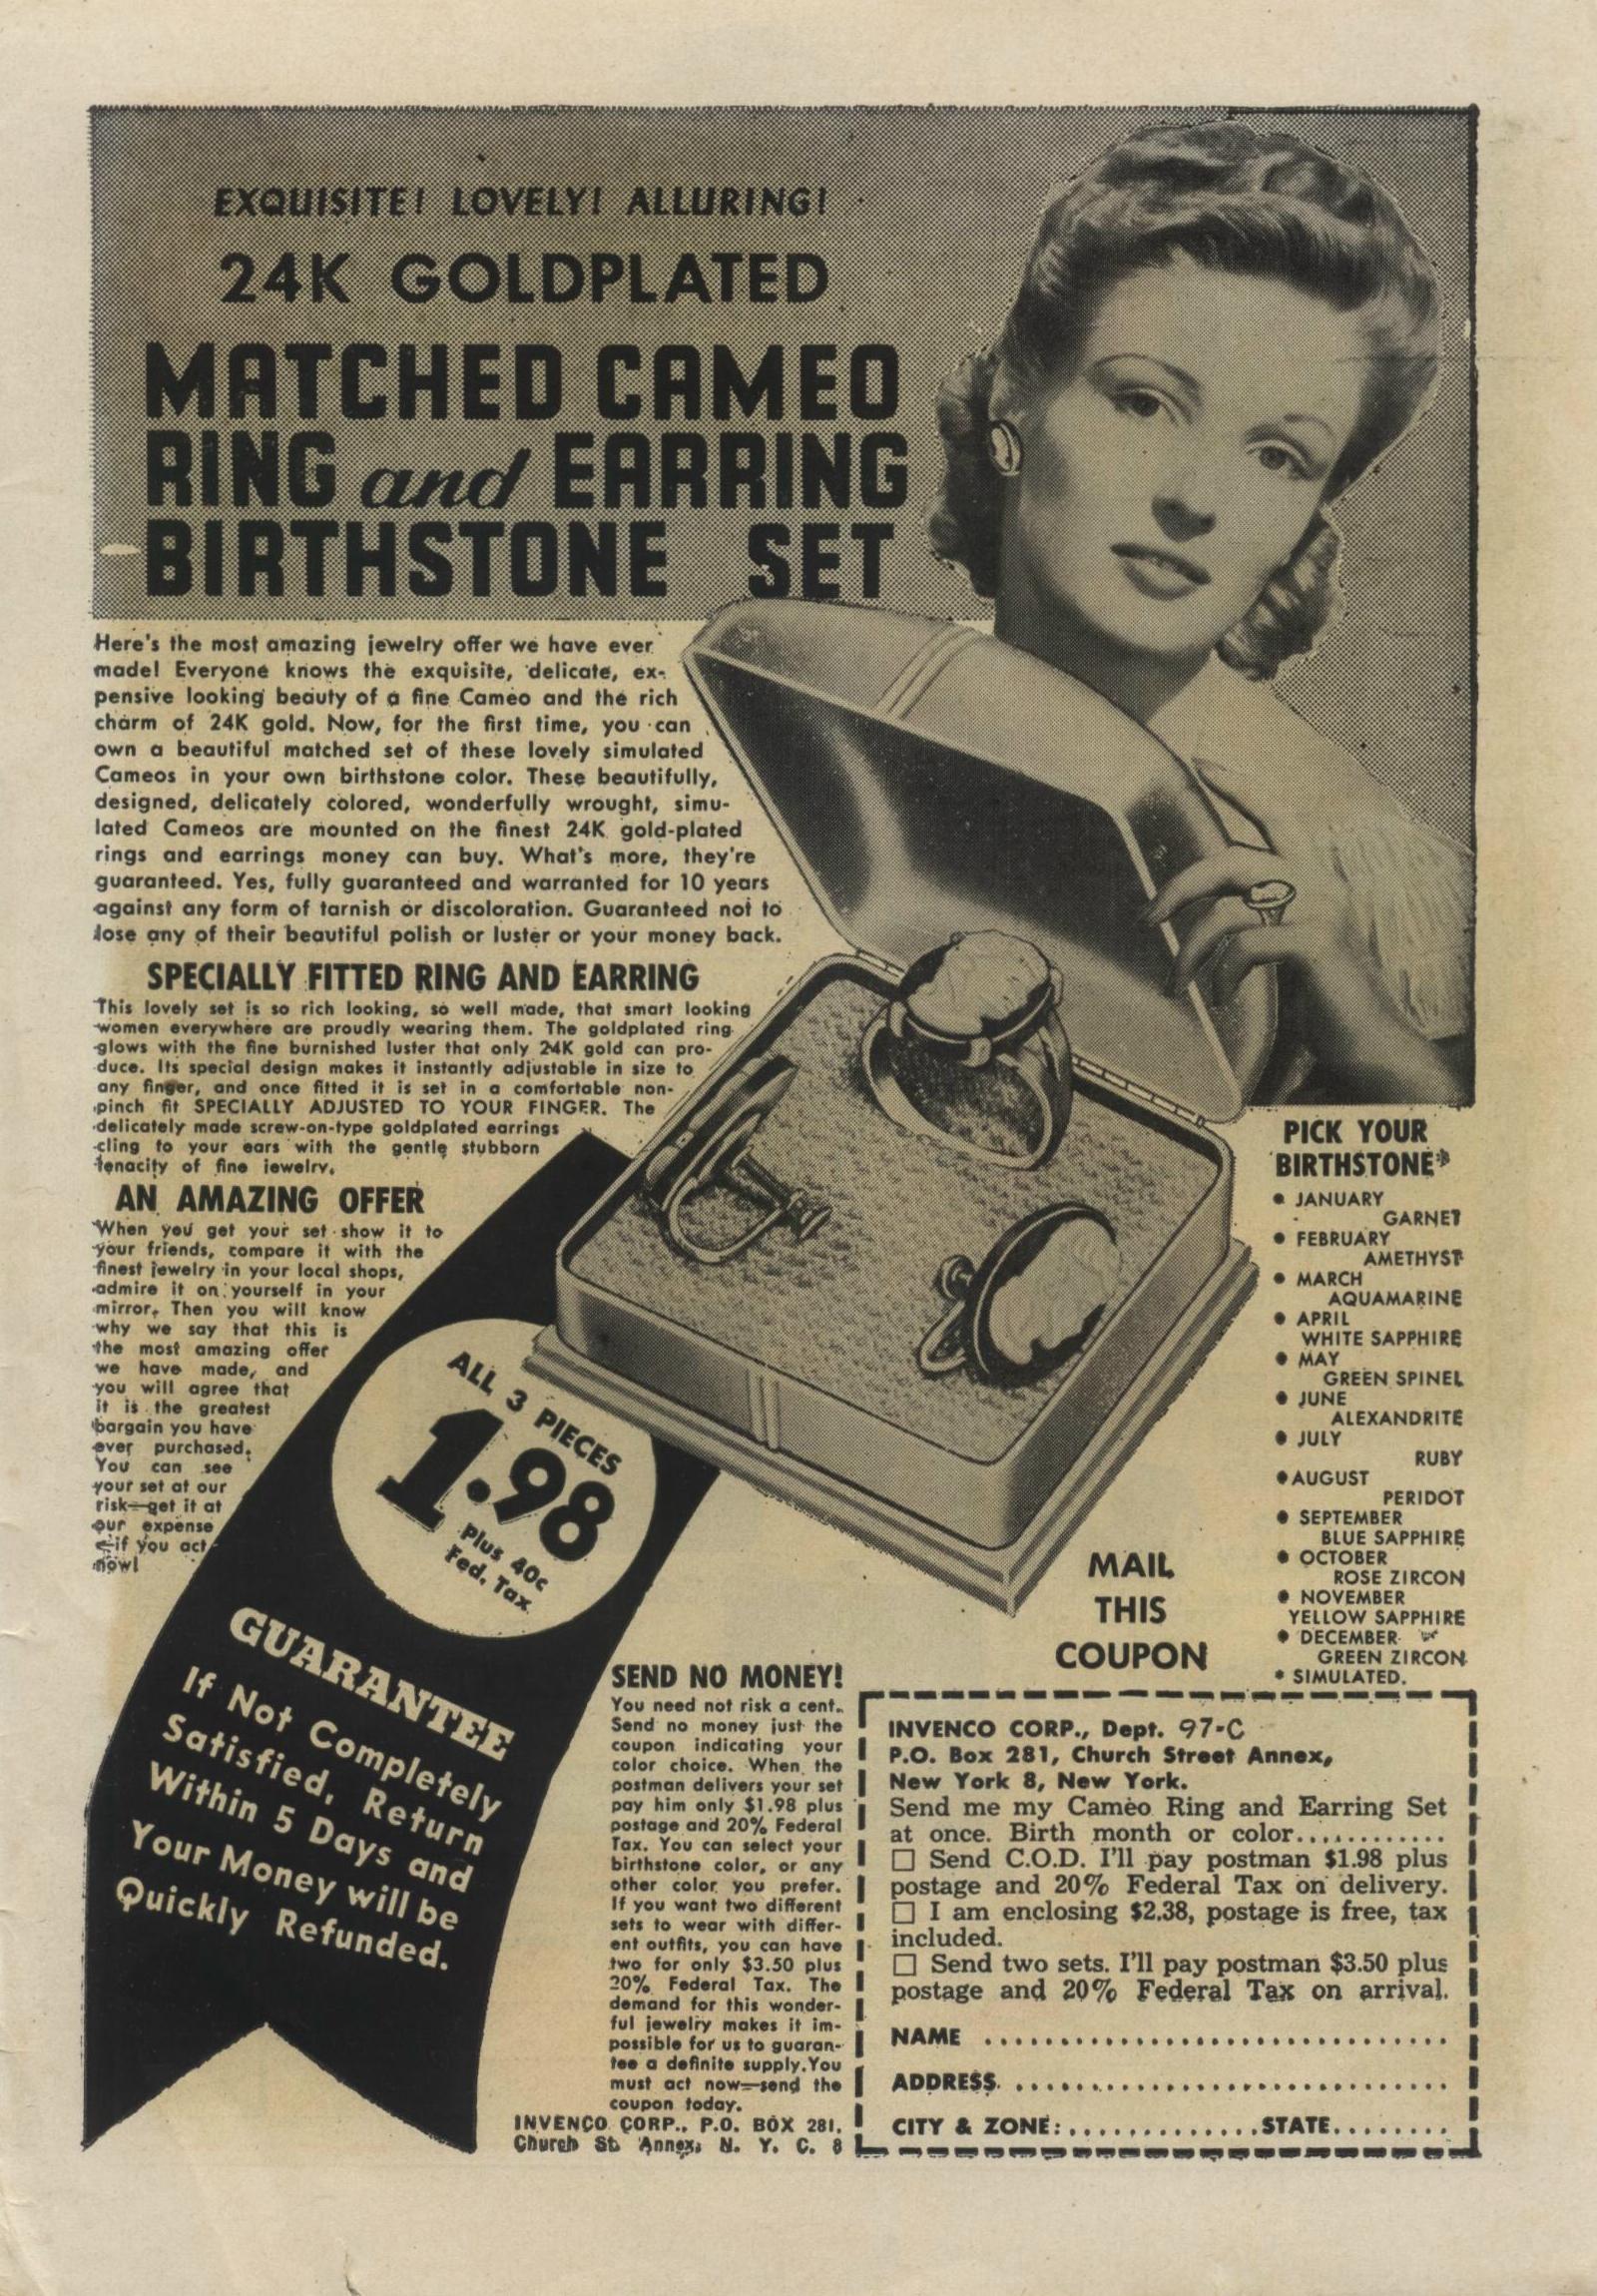 EXQUISITE! LOVELY! ALLURING!
24K GOLDPLATED
MATCHED CAMEO
RING and EARRING
BIRTHSTONE SET
Here's the most amazing jewelry offer we have ever
made! Everyone knows the exquisite, delicate, ex-
pensive looking beauty of a fine Cameo and the rich
charm of 24K gold. Now, for the first time, you can
own a beautiful matched set of these lovely simulated
Cameos in your own birthstone color. These beautifully,
designed, delicately colored, wonderfully wrought, simu-
lated Cameos are mounted on the finest 24K gold-plated
rings and earrings money can buy. What's more, they're
guaranteed. Yes, fully guaranteed and warranted for 10 years
against any form of tarnish or discoloration. Guaranteed not to
lose any of their beautiful polish or luster or your money back.
SPECIALLY FITTED RING AND EARRING
This lovely set is so rich looking, so well made, that smart looking
women everywhere are proudly wearing them. The goldplated ring
glows with the fine burnished luster that only 24K gold can pro-
duce. Its special design makes it instantly adjustable in size to
any finger, and once fitted it is set in a comfortable non-
pinch fit SPECIALLY ADJUSTED TO YOUR FINGER. The
delicately made screw-on-type goldplated earrings
cling to your ears with the gentle stubborn
tenacity of fine jewelry.
AN AMAZING OFFER
When you get your set show it to
your friends, compare it with the
finest jewelry in your local shops,
admire it on yourself in your
mirror. Then you will know
why we say that this is
the most amazing offer
we have made, and
you will agree that
it is the greatest
bargain you have
ever purchased.
You can see
your set at our
risk—get it at
our expense
—if you act
now!
ALL 3 PIECES
1.98
Plus 40c
Fed. Tax
GUARANTEE
If Not Completely
Satisfied, Return
Within 5 Days and
Your Money will be
Quickly Refunded.
PICK YOUR
BIRTHSTONE*
• JANUARY
GARNET
• FEBRUARY
AMETHYST
• MARCH
AQUAMARINE
• APRIL
WHITE SAPPHIRE
• MAY
GREEN SPINEL
• JUNE
ALEXANDRITE
• JULY
RUBY
• AUGUST
PERIDOT
• SEPTEMBER
BLUE SAPPHIRE
• OCTOBER
ROSE ZIRCON
• NOVEMBER
YELLOW SAPPHIRE
• DECEMBER
GREEN ZIRCON
* SIMULATED.
MAIL
THIS
COUPON
SEND NO MONEY!
You need not risk a cent.
Send no money just the
coupon indicating your
color choice. When the
postman delivers your set
pay him only $1.98 plus
postage and 20% Federal
Tax. You can select your
birthstone color, or any
other color you prefer.
If you want two different
sets to wear with differ-
ent outfits, you can have
two for only $3.50 plus
20% Federal Tax. The
demand for this wonder-
ful jewelry makes it im-
possible for us to guaran-
tee a definite supply. You
must act now—send the
coupon today.
INVENCO CORP., P.O. BOX 281,
Church St. Annex, N. Y. C. 8
INVENCO CORP., Dept. 97-C
P.O. Box 281, Church Street Annex,
New York 8, New York.
Send me my Cameo Ring and Earring Set
at once. Birth month or color.............
☐ Send C.O.D. I'll pay postman $1.98 plus
postage and 20% Federal Tax on delivery.
☐ I am enclosing $2.38, postage is free, tax
included.
☐ Send two sets. I'll pay postman $3.50 plus
postage and 20% Federal Tax on arrival.
NAME ...............................
ADDRESS. .............................
CITY & ZONE:.............STATE........